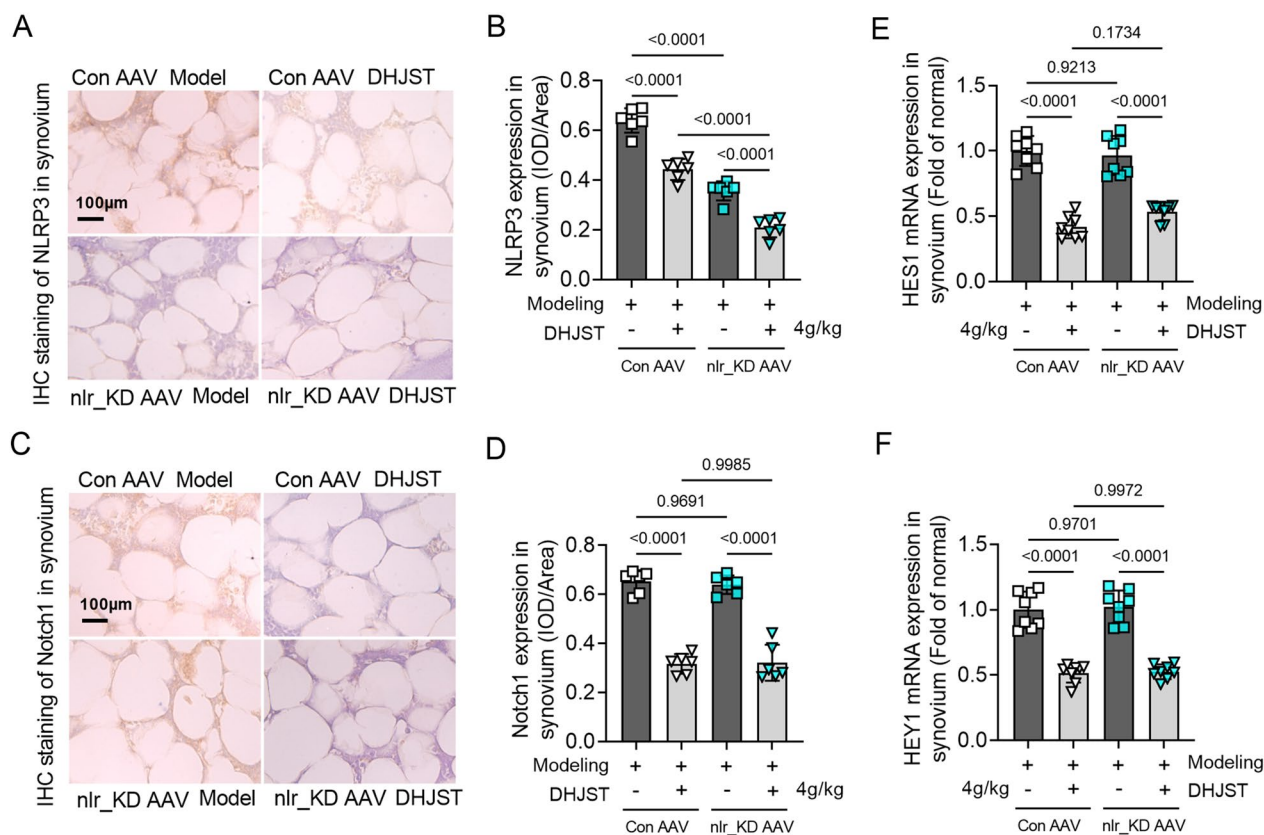 A
IHC staining of NLRP3 in synovium
Con AAV Model
Con AAV DHJST
100μm
nlr_KD AAV Model
nlr_KD AAV DHJST
B
NLRP3 expression in
synovium (IOD/Area)
<0.0001
<0.0001
<0.0001
<0.0001
0.8
0.6
0.4
0.2
0.0
Modeling + + + +
DHJST - + - + 4g/kg
Con AAV nlr_KD AAV
E
HES1 mRNA expression in
synovium (Fold of normal)
0.1734
0.9213
<0.0001 <0.0001
1.5
1.0
0.5
0.0
+ + + + Modeling
4g/kg - + - + DHJST
Con AAV nlr_KD AAV
C
IHC staining of Notch1 in synovium
Con AAV Model
Con AAV DHJST
100μm
nlr_KD AAV Model
nlr_KD AAV DHJST
D
Notch1 expression in
synovium (IOD/Area)
0.9985
0.9691
<0.0001 <0.0001
0.8
0.6
0.4
0.2
0.0
Modeling + + + +
DHJST - + - + 4g/kg
Con AAV nlr_KD AAV
F
HEY1 mRNA expression in
synovium (Fold of normal)
0.9972
0.9701
<0.0001 <0.0001
1.5
1.0
0.5
0.0
+ + + + Modeling
4g/kg - + - + DHJST
Con AAV nlr_KD AAV